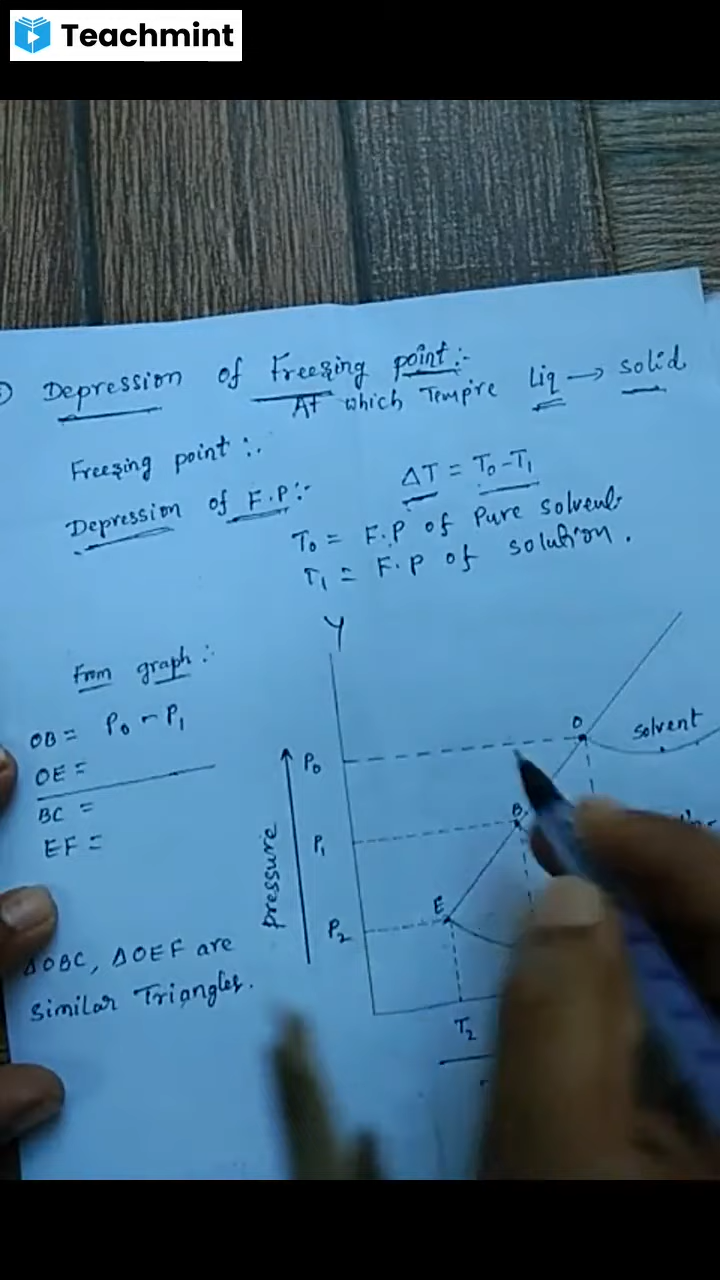 Teachmint
Depression of Freezing point:-
At which Tempre Liq → solid
Freezing point :.
Depression of F.P:-
ΔT = T₀-T₁
T₀ = F.P of Pure solvent
T₁ = F.P of solution.
From graph :.
OB = P₀ - P₁
OE =
BC =
EF =
ΔOBC, ΔOEF are
Similar Triangles.
Y
pressure
P₀
P₁
P₂
O
B
E
solvent
T₂